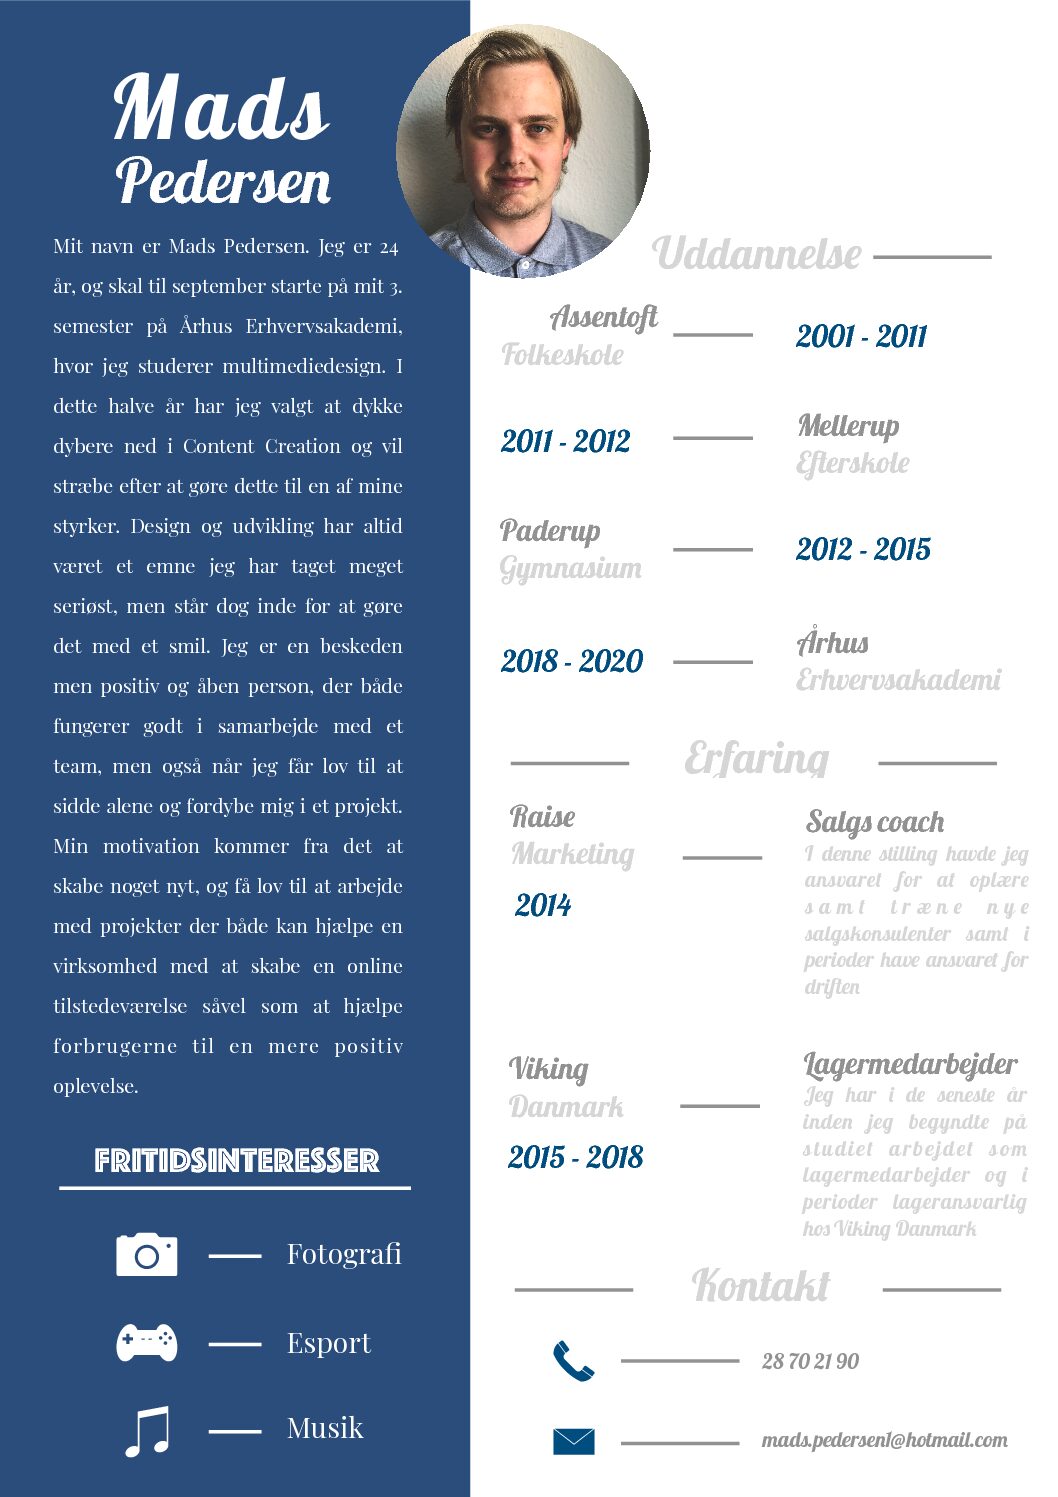 Mads
Pedersen
Mit navn er Mads Pedersen. Jeg er 24
år, og skal til september starte på mit 3.
semester på Århus Erhvervsakademi,
hvor jeg studerer multimediedesign. I
dette halve år har jeg valgt at dykke
dybere ned i Content Creation og vil
stræbe efter at gøre dette til en af mine
styrker. Design og udvikling har altid
været et emne jeg har taget meget
seriøst, men står dog inde for at gøre
det med et smil. Jeg er en beskeden
men positiv og åben person, der både
fungerer godt i samarbejde med et
team, men også når jeg får lov til at
sidde alene og fordybe mig i et projekt.
Min motivation kommer fra det at
skabe noget nyt, og få lov til at arbejde
med projekter der både kan hjælpe en
virksomhed med at skabe en online
tilstedeværelse såvel som at hjælpe
forbrugerne til en mere positiv
oplevelse.
FRITIDSINTERESSER
Fotografi
Esport
Musik
Uddannelse
Assentoft
Folkeskole
2001 - 2011
2011 - 2012
Mellerup
Efterskole
Paderup
Gymnasium
2012 - 2015
2018 - 2020
Århus
Erhvervsakademi
Erfaring
Raise
Marketing
2014
Salgs coach
I denne stilling havde jeg
ansvaret for at oplære
samt træne nye
salgskonsulenter samt i
perioder have ansvaret for
driften
Viking
Danmark
2015 - 2018
Lagermedarbejder
Jeg har i de seneste år
inden jeg begyndte på
studiet arbejdet som
lagermedarbejder og i
perioder lageransvarlig
hos Viking Danmark
Kontakt
28 70 21 90
mads.pedersen1@hotmail.com